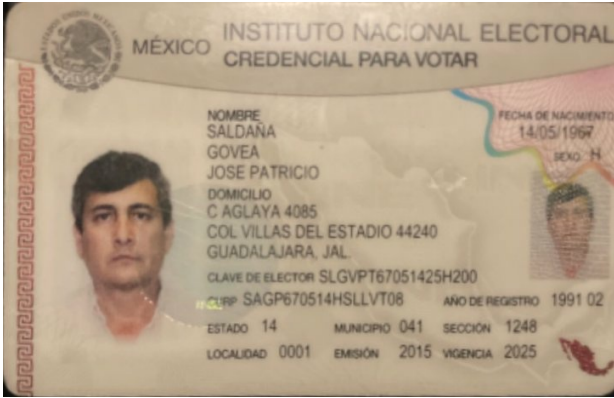 MÉXICO
INSTITUTO NACIONAL ELECTORAL
CREDENCIAL PARA VOTAR
NOMBRE
SALDAÑA
GOVEA
JOSE PATRICIO
FECHA DE NACIMIENTO
14/05/1967
SEXO H
DOMICILIO
C AGLAYA 4085
COL VILLAS DEL ESTADIO 44240
GUADALAJARA, JAL.
CLAVE DE ELECTOR SLGVPT67051425H200
CURP SAGP670514HSLLVT08 AÑO DE REGISTRO 1991 02
ESTADO 14 MUNICIPIO 041 SECCIÓN 1248
LOCALIDAD 0001 EMISIÓN 2015 VIGENCIA 2025